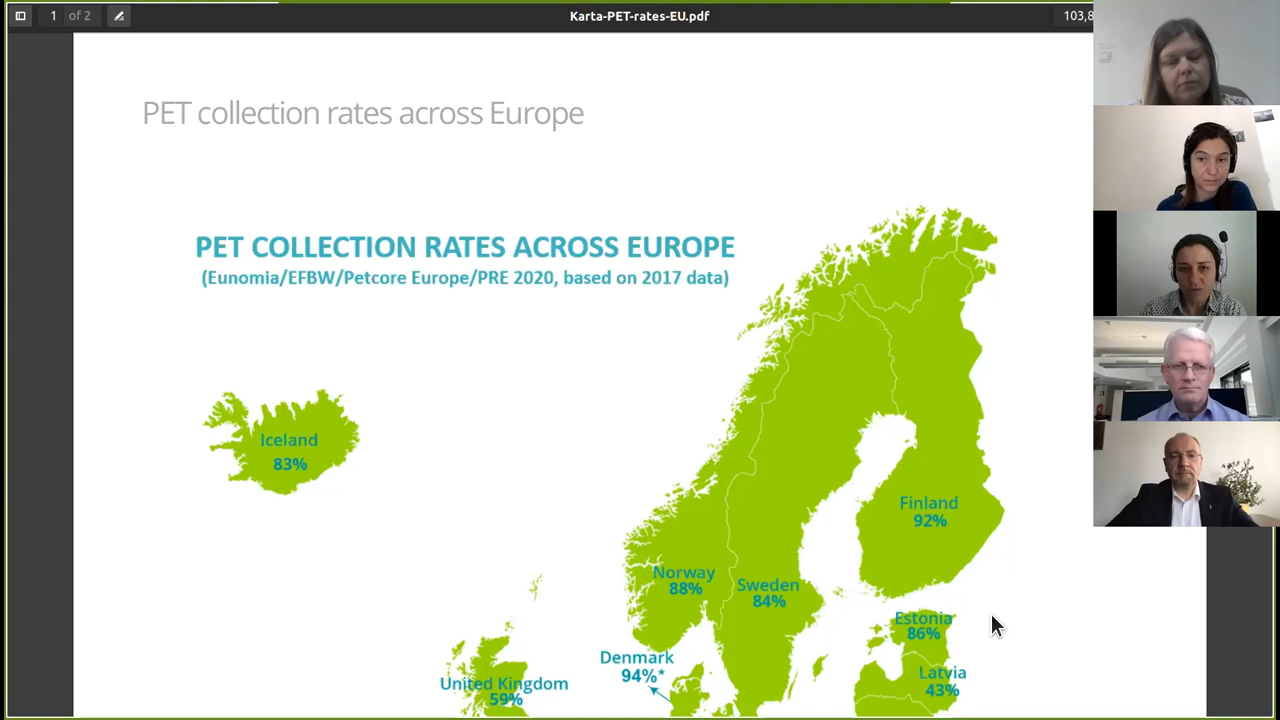 1 of 2
Karta-PET-rates-EU.pdf
103,8
PET collection rates across Europe
PET COLLECTION RATES ACROSS EUROPE
(Eunomia/EFBW/Petcore Europe/PRE 2020, based on 2017 data)
Iceland
83%
Finland
92%
Norway
88%
Sweden
84%
Estonia
86%
Denmark
94%*
Latvia
43%
United Kingdom
59%